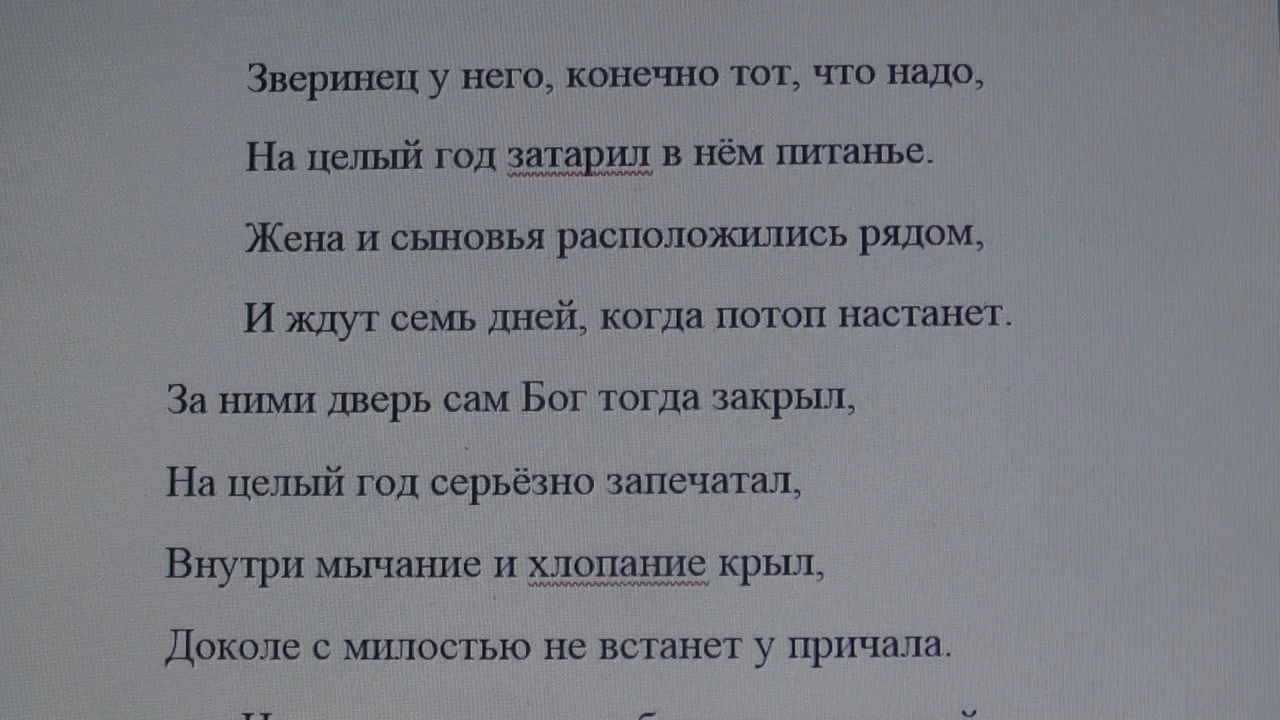 Зверинец у него, конечно тот, что надо,
На целый год затарил в нём питанье.
Жена и сыновья расположились рядом,
И ждут семь дней, когда потоп настанет.
За ними дверь сам Бог тогда закрыл,
На целый год серьёзно запечатал,
Внутри мычание и хлопание крыл,
Доколе с милостью не встанет у причала.